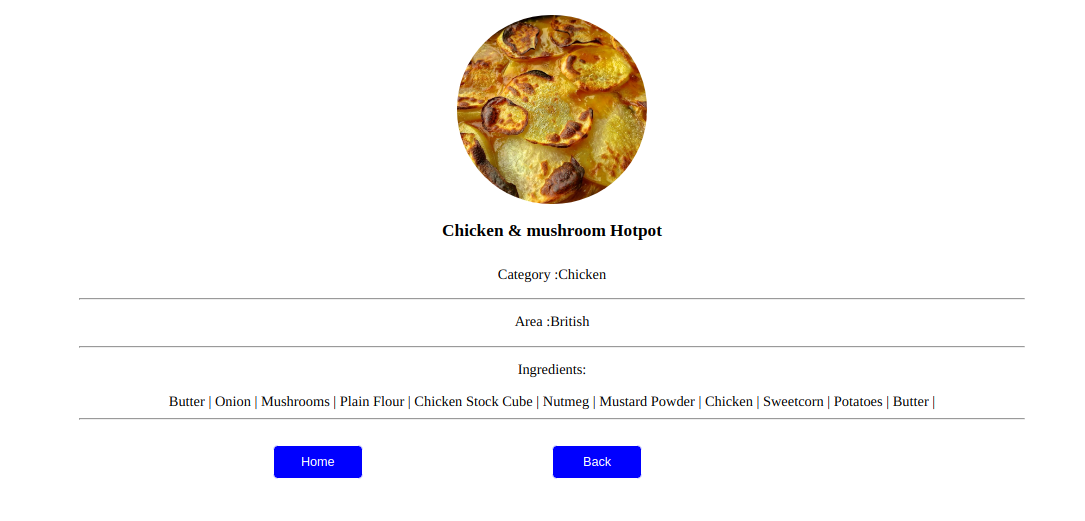 Chicken & mushroom Hotpot
Category :Chicken
Area :British
Ingredients:
Butter | Onion | Mushrooms | Plain Flour | Chicken Stock Cube | Nutmeg | Mustard Powder | Chicken | Sweetcorn | Potatoes | Butter |
Home Back